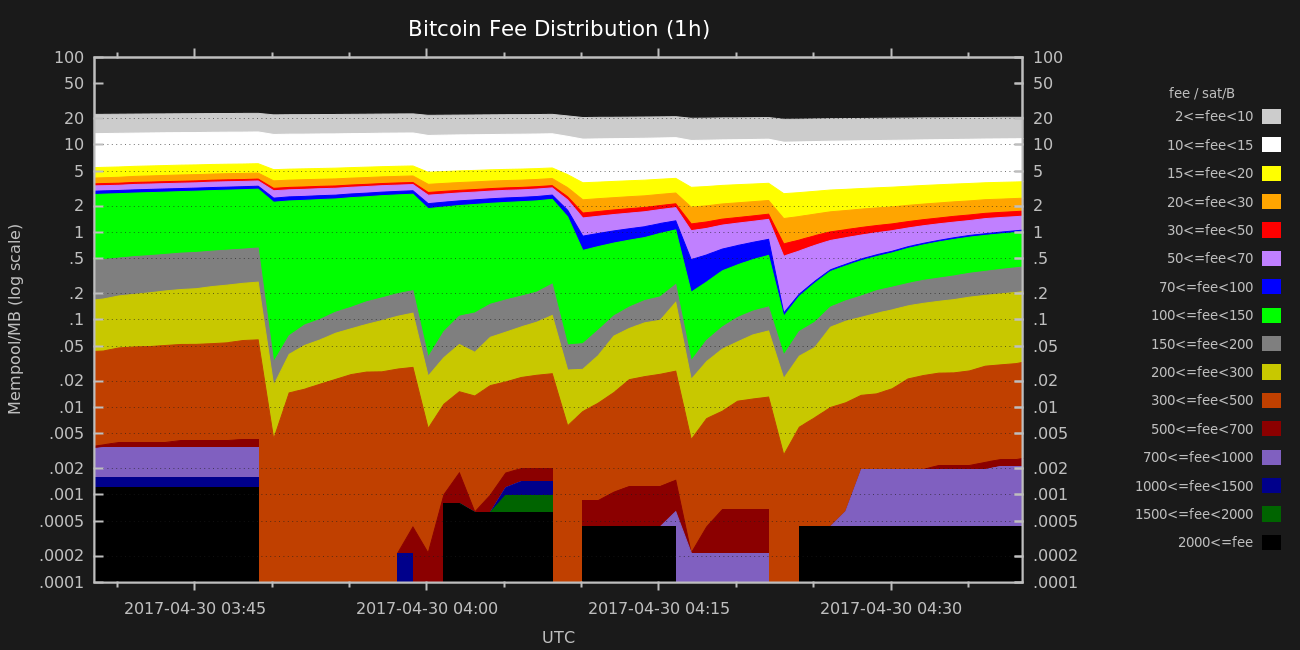 Bitcoin Fee Distribution (1h)
Mempool/MB (log scale)
100
50
20
10
5
2
1
.5
.2
.1
.05
.02
.01
.005
.002
.001
.0005
.0002
.0001
100
50
20
10
5
2
1
.5
.2
.1
.05
.02
.01
.005
.002
.001
.0005
.0002
.0001
fee / sat/B
2<=fee<10
10<=fee<15
15<=fee<20
20<=fee<30
30<=fee<50
50<=fee<70
70<=fee<100
100<=fee<150
150<=fee<200
200<=fee<300
300<=fee<500
500<=fee<700
700<=fee<1000
1000<=fee<1500
1500<=fee<2000
2000<=fee
2017-04-30 03:45
2017-04-30 04:00
2017-04-30 04:15
2017-04-30 04:30
UTC